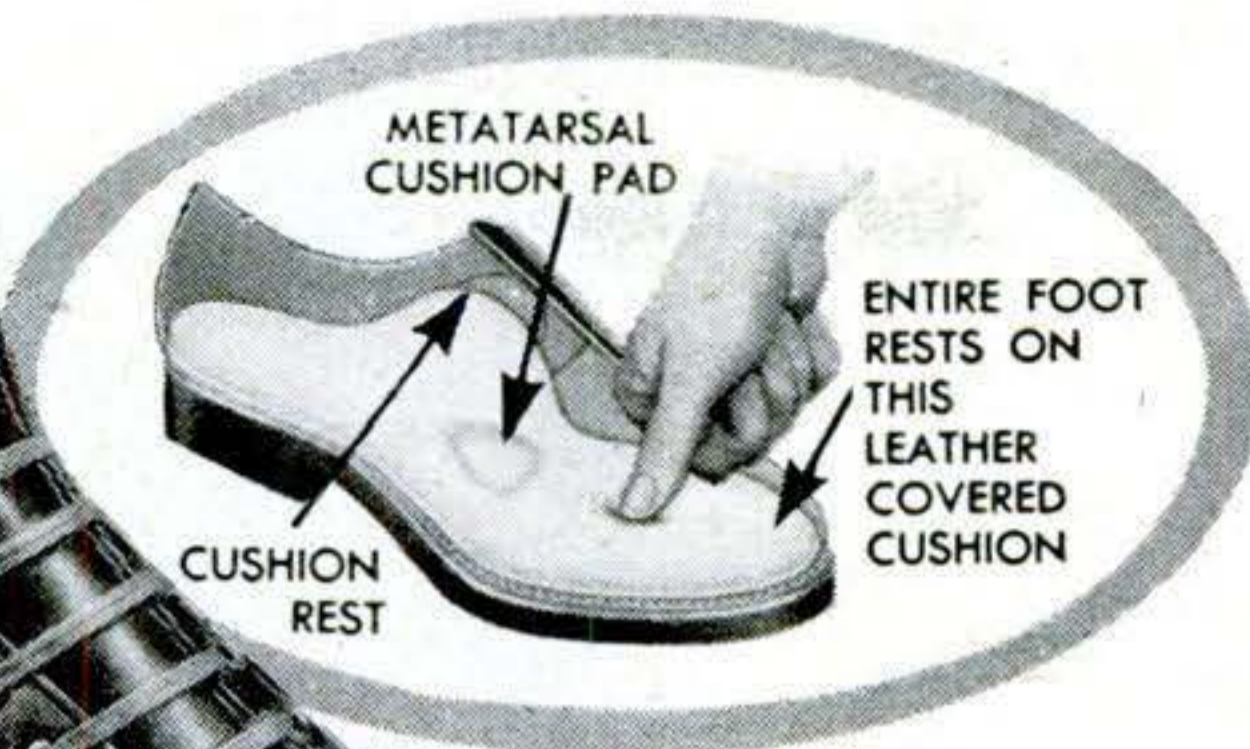 METATARSAL
CUSHION PAD
ENTIRE FOOT
RESTS ON
THIS
LEATHER
COVERED
CUSHION
CUSHION
REST